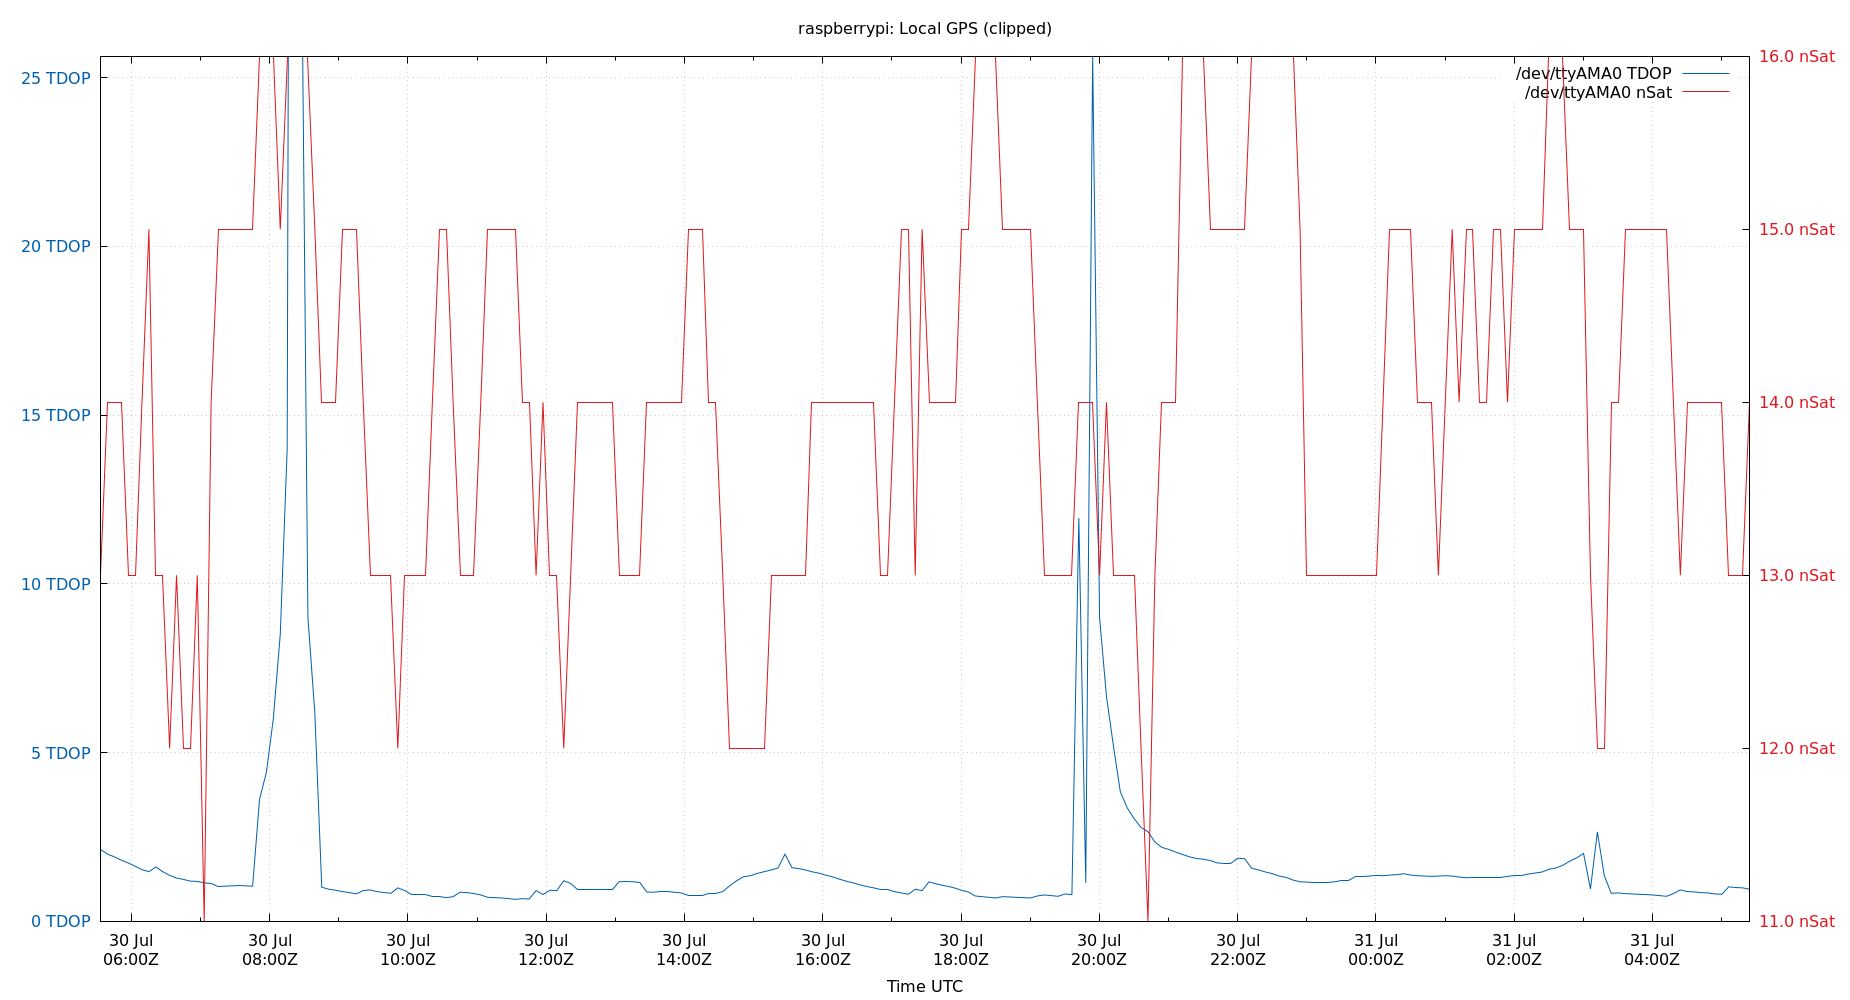 raspberrypi: Local GPS (clipped)
25 TDOP
20 TDOP
15 TDOP
10 TDOP
5 TDOP
0 TDOP
16.0 nSat
15.0 nSat
14.0 nSat
13.0 nSat
12.0 nSat
11.0 nSat
/dev/ttyAMA0 TDOP
/dev/ttyAMA0 nSat
30 Jul
06:00Z
30 Jul
08:00Z
30 Jul
10:00Z
30 Jul
12:00Z
30 Jul
14:00Z
30 Jul
16:00Z
30 Jul
18:00Z
30 Jul
20:00Z
30 Jul
22:00Z
31 Jul
00:00Z
31 Jul
02:00Z
31 Jul
04:00Z
Time UTC